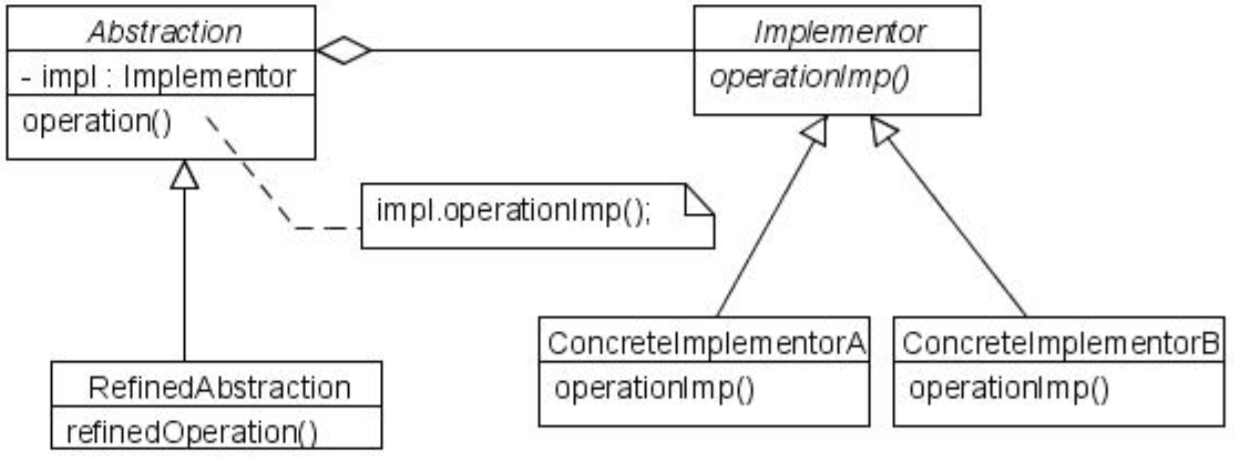 Abstraction
- impl : Implementor
operation()
Implementor
operationImp()
impl.operationImp();
RefinedAbstraction
refinedOperation()
ConcreteImplementorA
operationImp()
ConcreteImplementorB
operationImp()